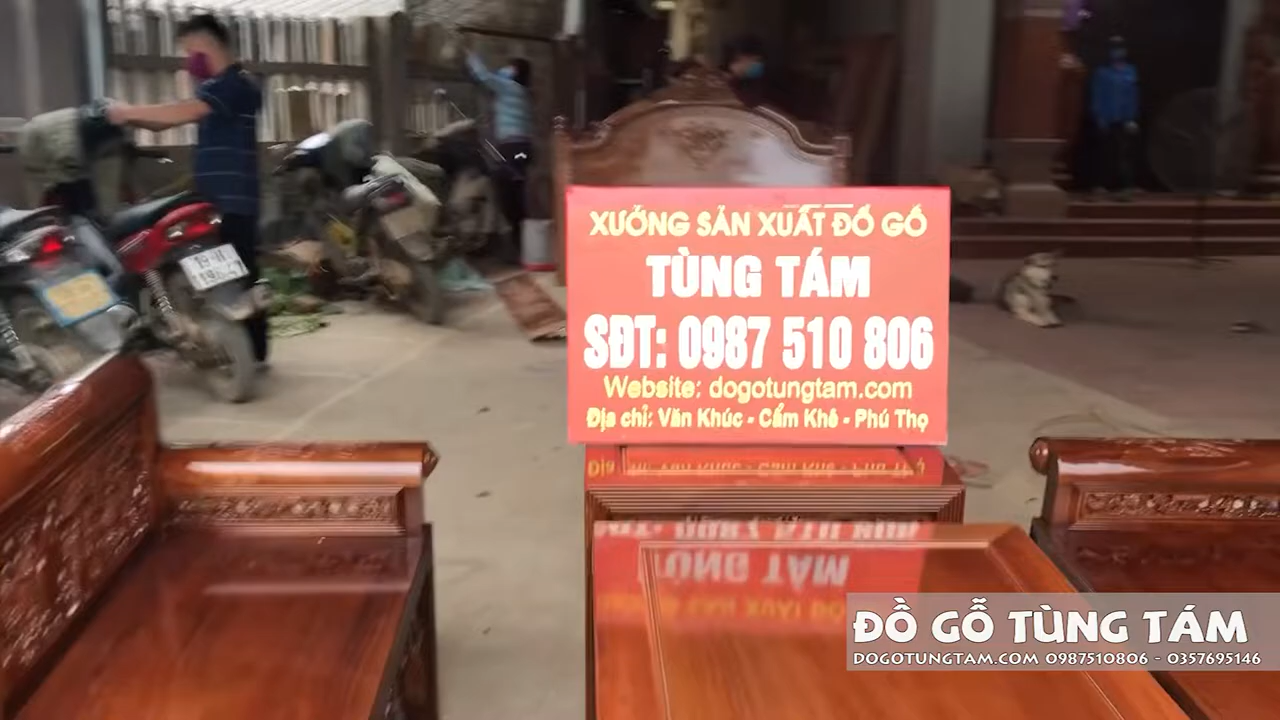 XƯỞNG SẢN XUẤT ĐỒ GỖ
TÙNG TÁM
SĐT: 0987 510 806
Website: dogotungtam.com
Địa chỉ: Văn Khúc - Cẩm Khê - Phú Thọ
ĐỒ GỖ TÙNG TÁM
DOGOTUNGTAM.COM 0987510806 - 0357695146